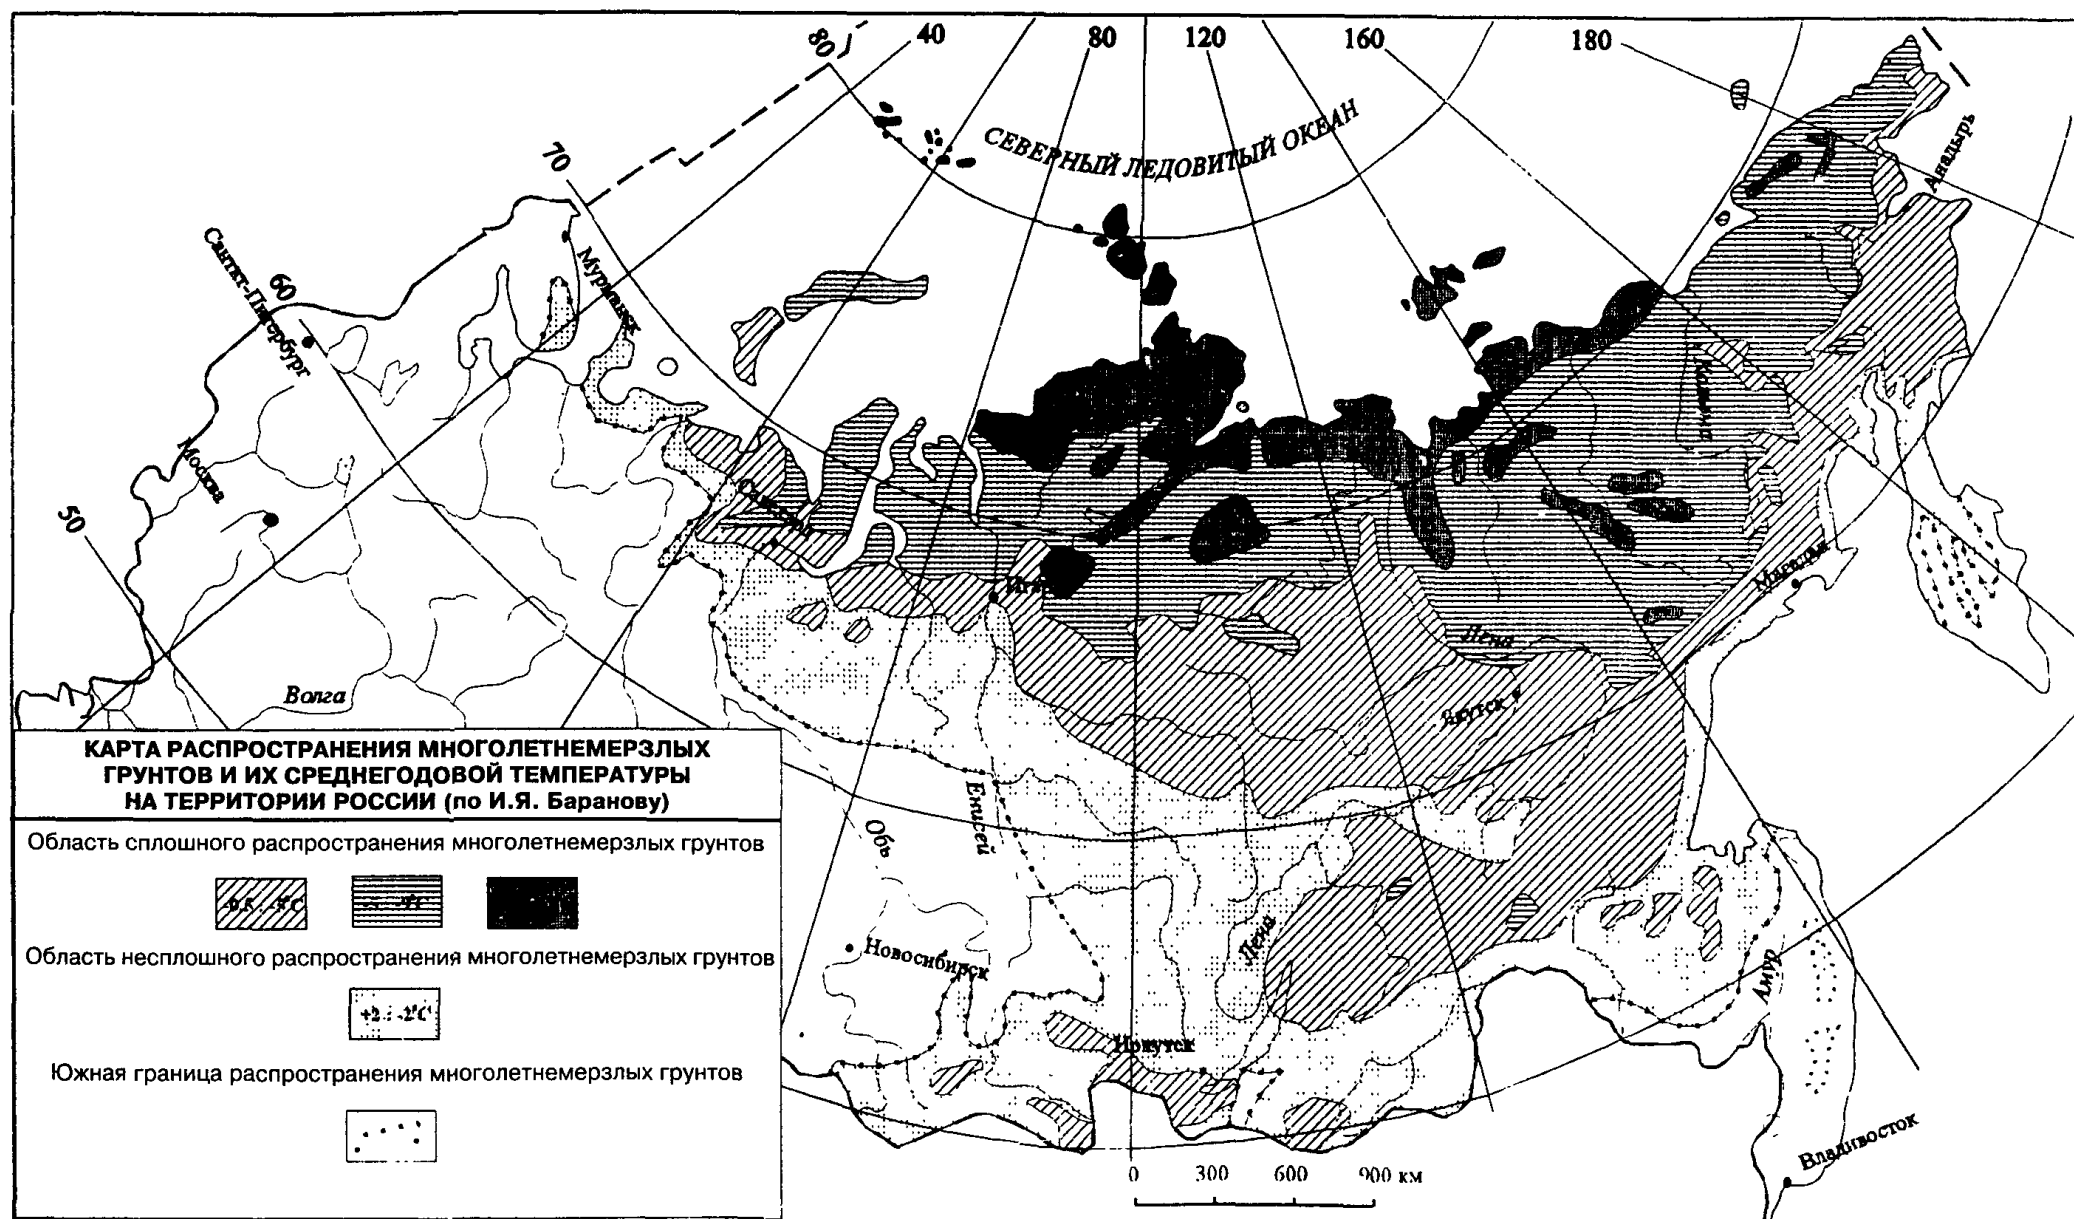 80
40
80
120
160
180
СЕВЕРНЫЙ ЛЕДОВИТЫЙ ОКЕАН
70
60
50
Анадырь
Мурманск
Санкт-Питербург
Москва
Колыма
Магадан
Лена
Якутск
Волга
Енисей
Обь
Новосибирск
Лена
Иркутск
Амур
Владивосток
КАРТА РАСПРОСТРАНЕНИЯ МНОГОЛЕТНЕМЕРЗЛЫХ
ГРУНТОВ И ИХ СРЕДНЕГОДОВОЙ ТЕМПЕРАТУРЫ
НА ТЕРРИТОРИИ РОССИИ (по И.Я. Баранову)
Область сплошного распространения многолетнемерзлых грунтов
Область несплошного распространения многолетнемерзлых грунтов
+2 : -2°С
Южная граница распространения многолетнемерзлых грунтов
0 300 600 900 км